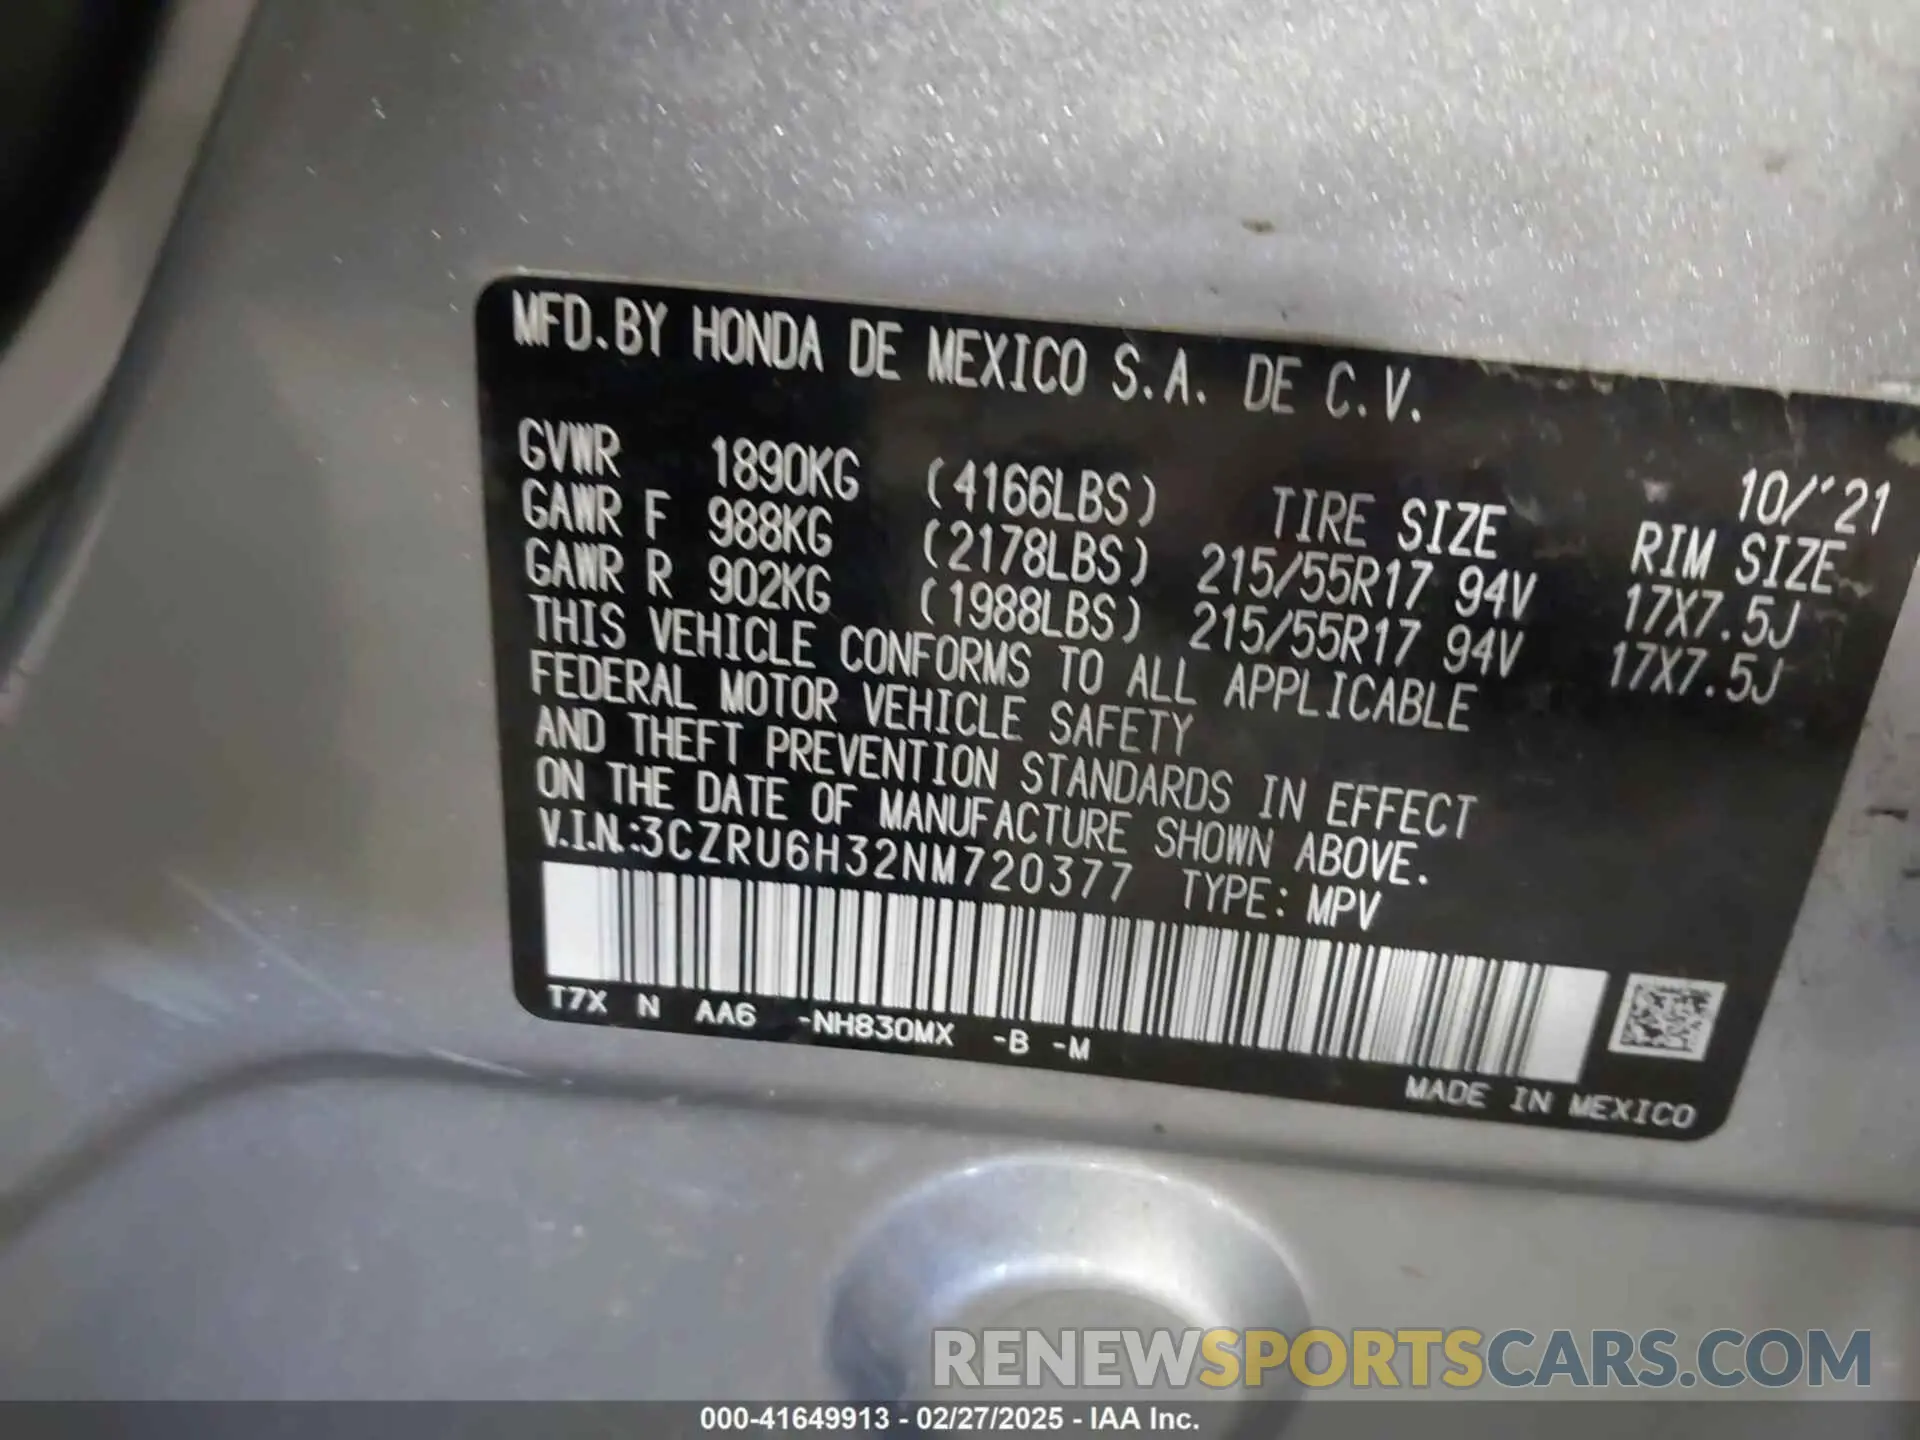 MFD.BY HONDA DE MEXICO S.A. DE C.V.
10/'21
GVWR 1890KG (4166LBS) TIRE SIZE RIM SIZE
GAWR F 988KG (2178LBS) 215/55R17 94V 17X7.5J
GAWR R 902KG (1988LBS) 215/55R17 94V 17X7.5J
THIS VEHICLE CONFORMS TO ALL APPLICABLE
FEDERAL MOTOR VEHICLE SAFETY
AND THEFT PREVENTION STANDARDS IN EFFECT
ON THE DATE OF MANUFACTURE SHOWN ABOVE.
V.I.N.:3CZRU6H32NM720377 TYPE: MPV
T7X N AA6 -NH830MX -B -M
MADE IN MEXICO
RENEWSPORTSCARS.COM
000-41649913 - 02/27/2025 - IAA Inc.